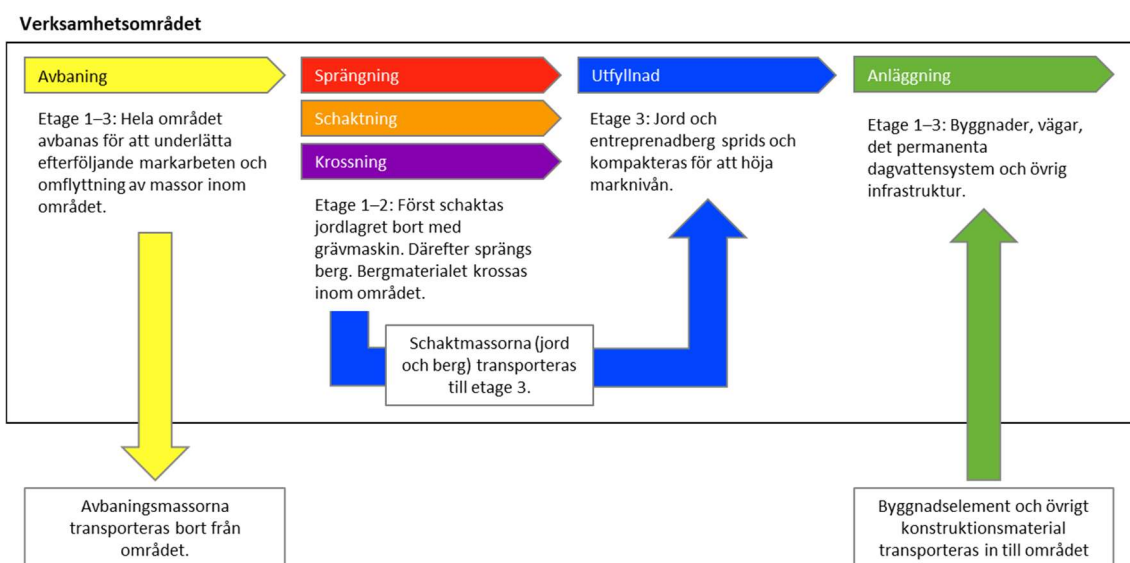 Verksamhetsområdet
Avbaning
Etage 1–3: Hela området
avbanas för att underlätta
efterföljande markarbeten och
omflyttning av massor inom
området.
Sprängning
Schaktning
Krossning
Etage 1–2: Först schaktas
jordlagret bort med
grävmaskin. Därefter sprängs
berg. Bergmaterialet krossas
inom området.
Utfyllnad
Etage 3: Jord och
entreprenadberg sprids och
kompakteras för att höja
marknivån.
Anläggning
Etage 1–3: Byggnader, vägar,
det permanenta
dagvattensystem och övrig
infrastruktur.
Schaktmassorna (jord
och berg) transporteras
till etage 3.
Avbaningsmassorna
transporteras bort från
området.
Byggnadselement och övrigt
konstruktionsmaterial
transporteras in till området